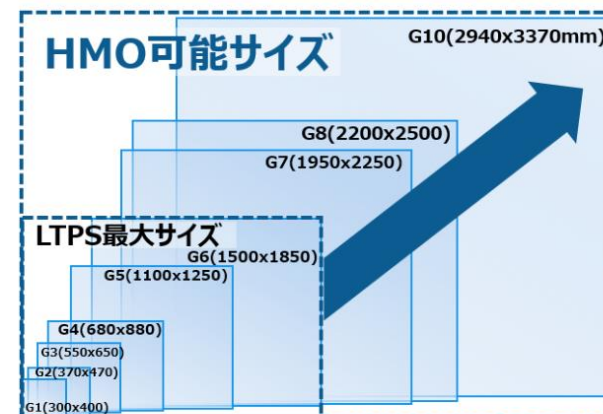 HMO可能サイズ
G10(2940x3370mm)
G8(2200x2500)
G7(1950x2250)
LTPS最大サイズ
G6(1500x1850)
G5(1100x1250)
G4(680x880)
G3(550x650)
G2(370x470)
G1(300x400)